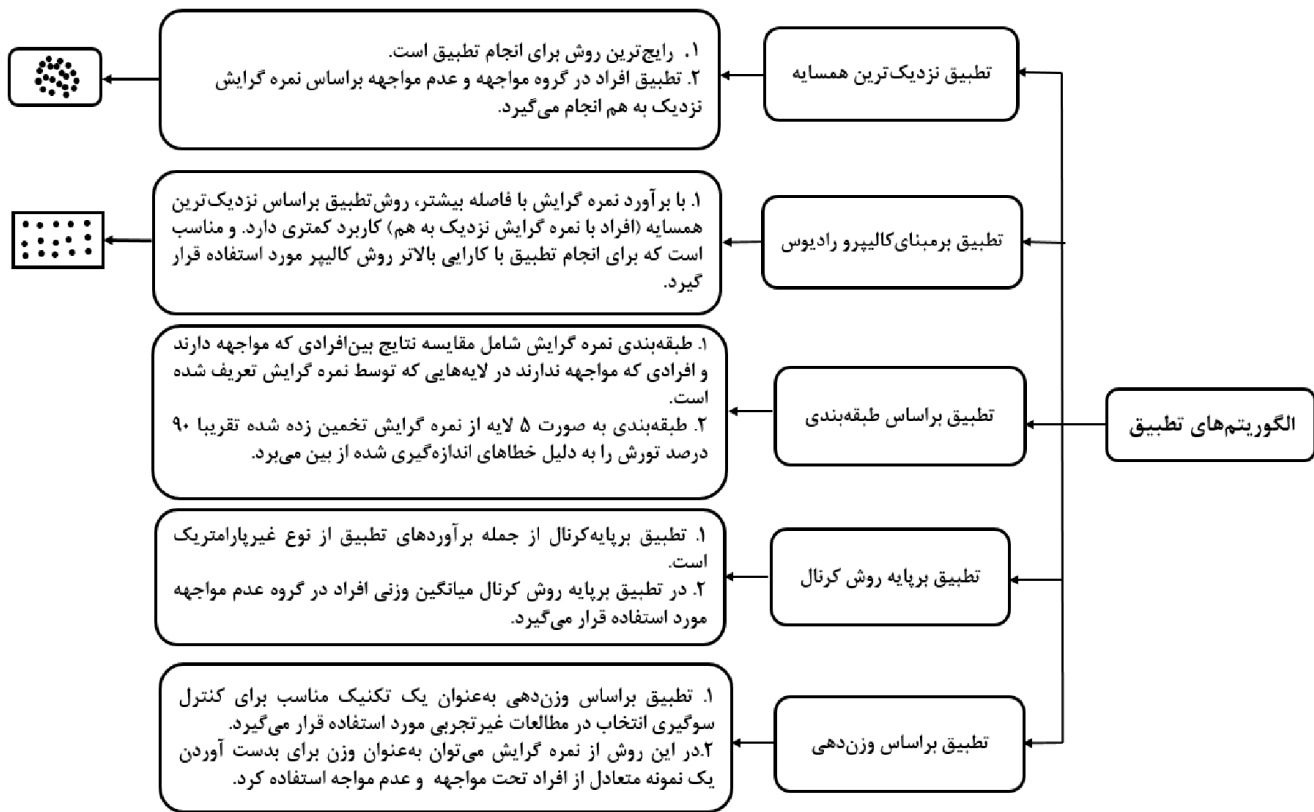 الگوریتم‌های تطبیق
تطبیق نزدیک‌ترین همسایه
۱. رایج‌ترین روش برای انجام تطبیق است.
۲. تطبیق افراد در گروه مواجهه و عدم مواجهه براساس نمره گرایش
نزدیک به هم انجام می‌گیرد.
تطبیق برمبنای‌کالیپرو رادیوس
۱. با برآورد نمره گرایش با فاصله بیشتر، روش‌تطبیق براساس نزدیک‌ترین
همسایه (افراد با نمره گرایش نزدیک به هم) کاربرد کمتری دارد. و مناسب
است که برای انجام تطبیق با کارایی بالاتر روش کالیپر مورد استفاده قرار
گیرد.
تطبیق براساس طبقه‌بندی
۱. طبقه‌بندی نمره گرایش شامل مقایسه نتایج بین‌افرادی که مواجهه دارند
و افرادی که مواجهه ندارند در لایه‌هایی که توسط نمره گرایش تعریف شده
است.
۲. طبقه‌بندی به صورت ۵ لایه از نمره گرایش تخمین زده شده تقریبا ۹۰
درصد تورش را به دلیل خطاهای اندازه‌گیری شده از بین می‌برد.
تطبیق برپایه روش کرنال
۱. تطبیق برپایه‌کرنال از جمله برآوردهای تطبیق از نوع غیرپارامتریک
است.
۲. در تطبیق برپایه روش کرنال میانگین وزنی افراد در گروه عدم مواجهه
مورد استفاده قرار می‌گیرد.
تطبیق براساس وزن‌دهی
۱. تطبیق براساس وزن‌دهی به‌عنوان یک تکنیک مناسب برای کنترل
سوگیری انتخاب در مطالعات غیرتجربی مورد استفاده قرار می‌گیرد.
۲.در این روش از نمره گرایش می‌توان به‌عنوان وزن برای بدست آوردن
یک نمونه متعادل از افراد تحت مواجهه و عدم مواجه استفاده کرد.